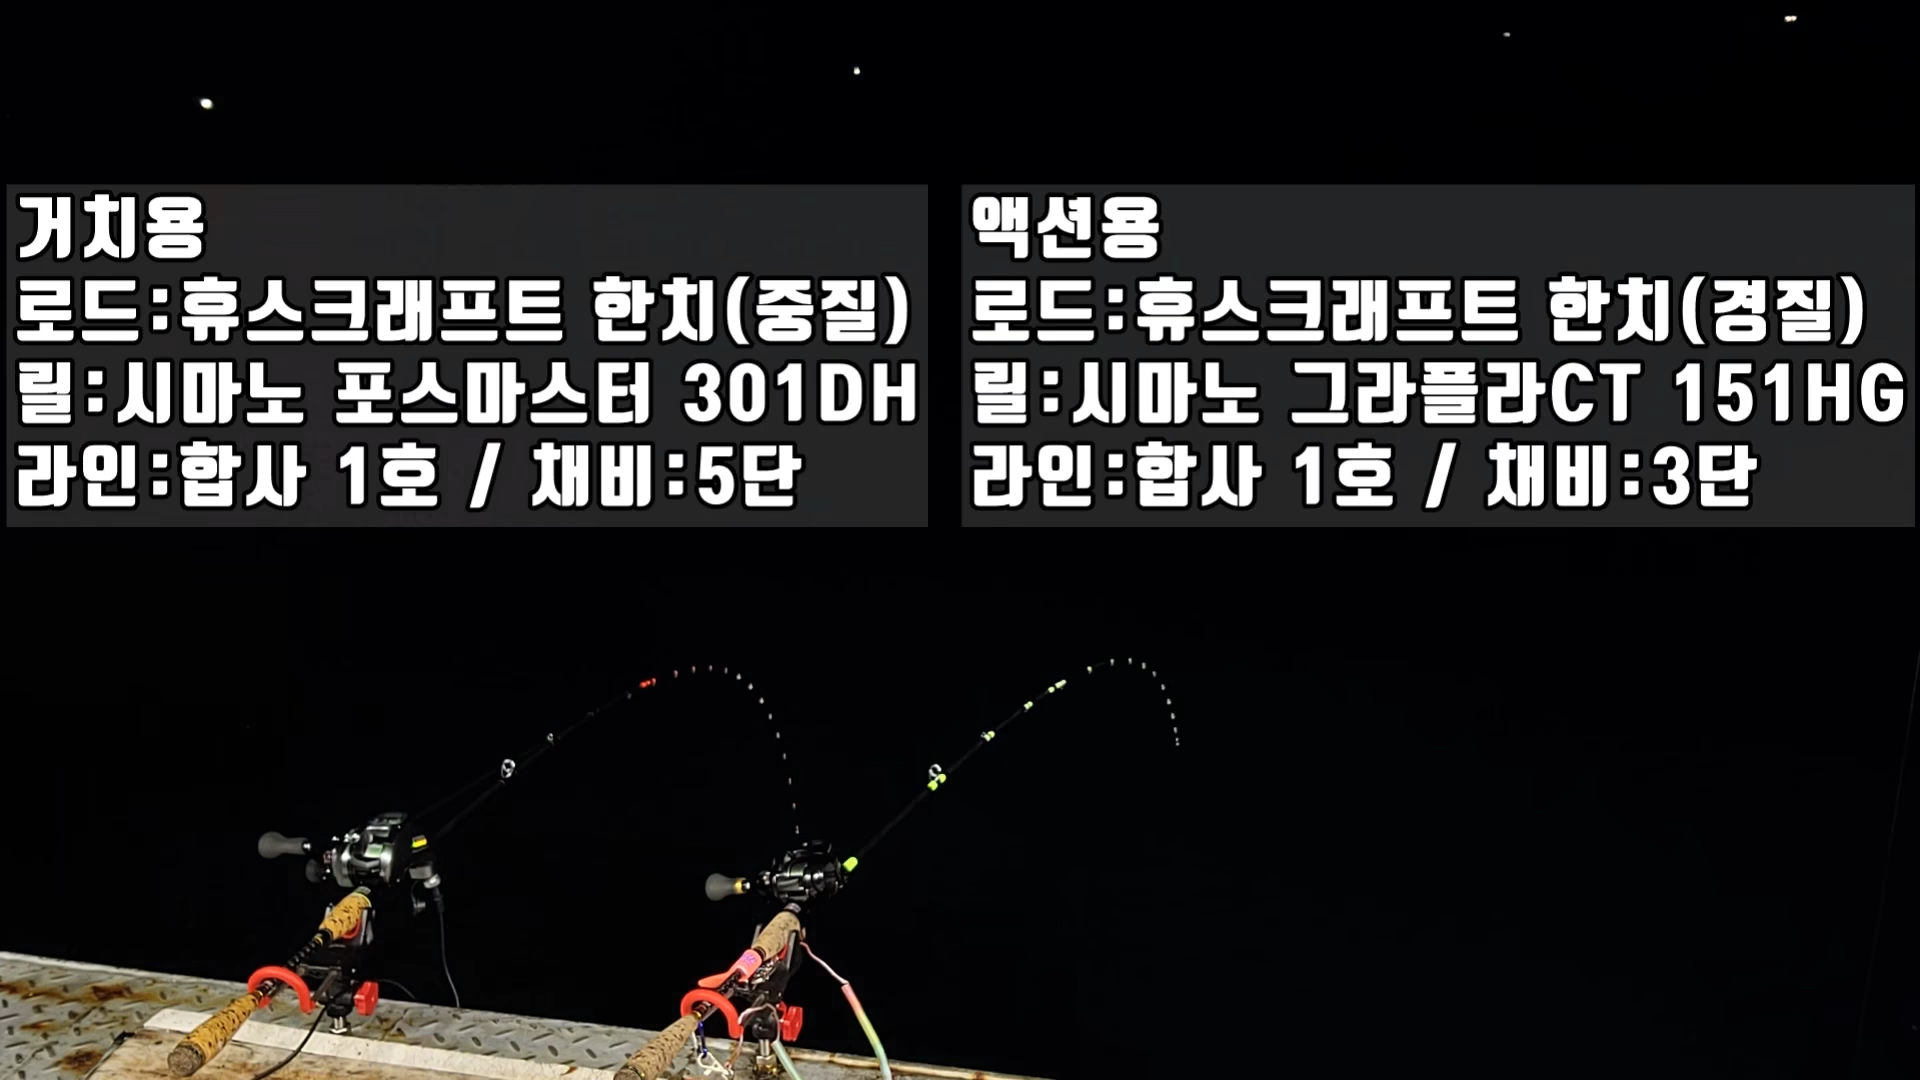 거치용
로드:휴스크래프트 한치(중질)
릴:시마노 포스마스터 301DH
라인:합사 1호 / 채비:5단
액션용
로드:휴스크래프트 한치(경질)
릴:시마노 그라플라CT 151HG
라인:합사 1호 / 채비:3단